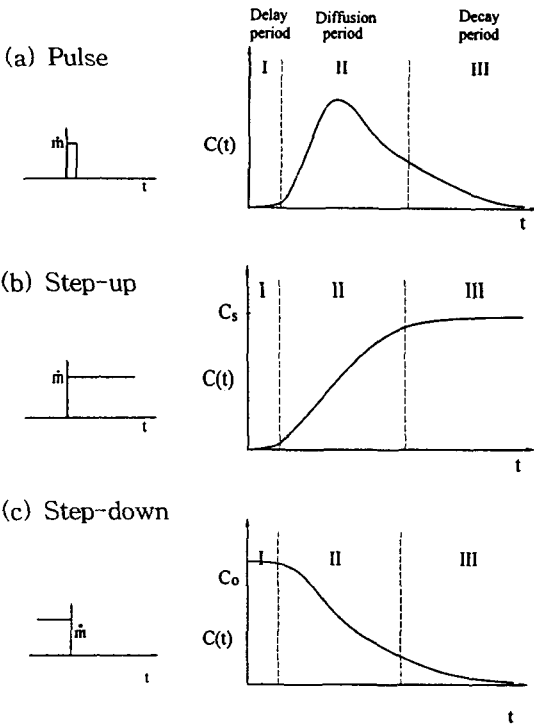 (a) Pulse
ṁ
t
Delay period
Diffusion period
Decay period
I II III
C(t)
t
(b) Step-up
ṁ
t
I II III
Cs
C(t)
t
(c) Step-down
ṁ
t
I II III
Co
C(t)
t